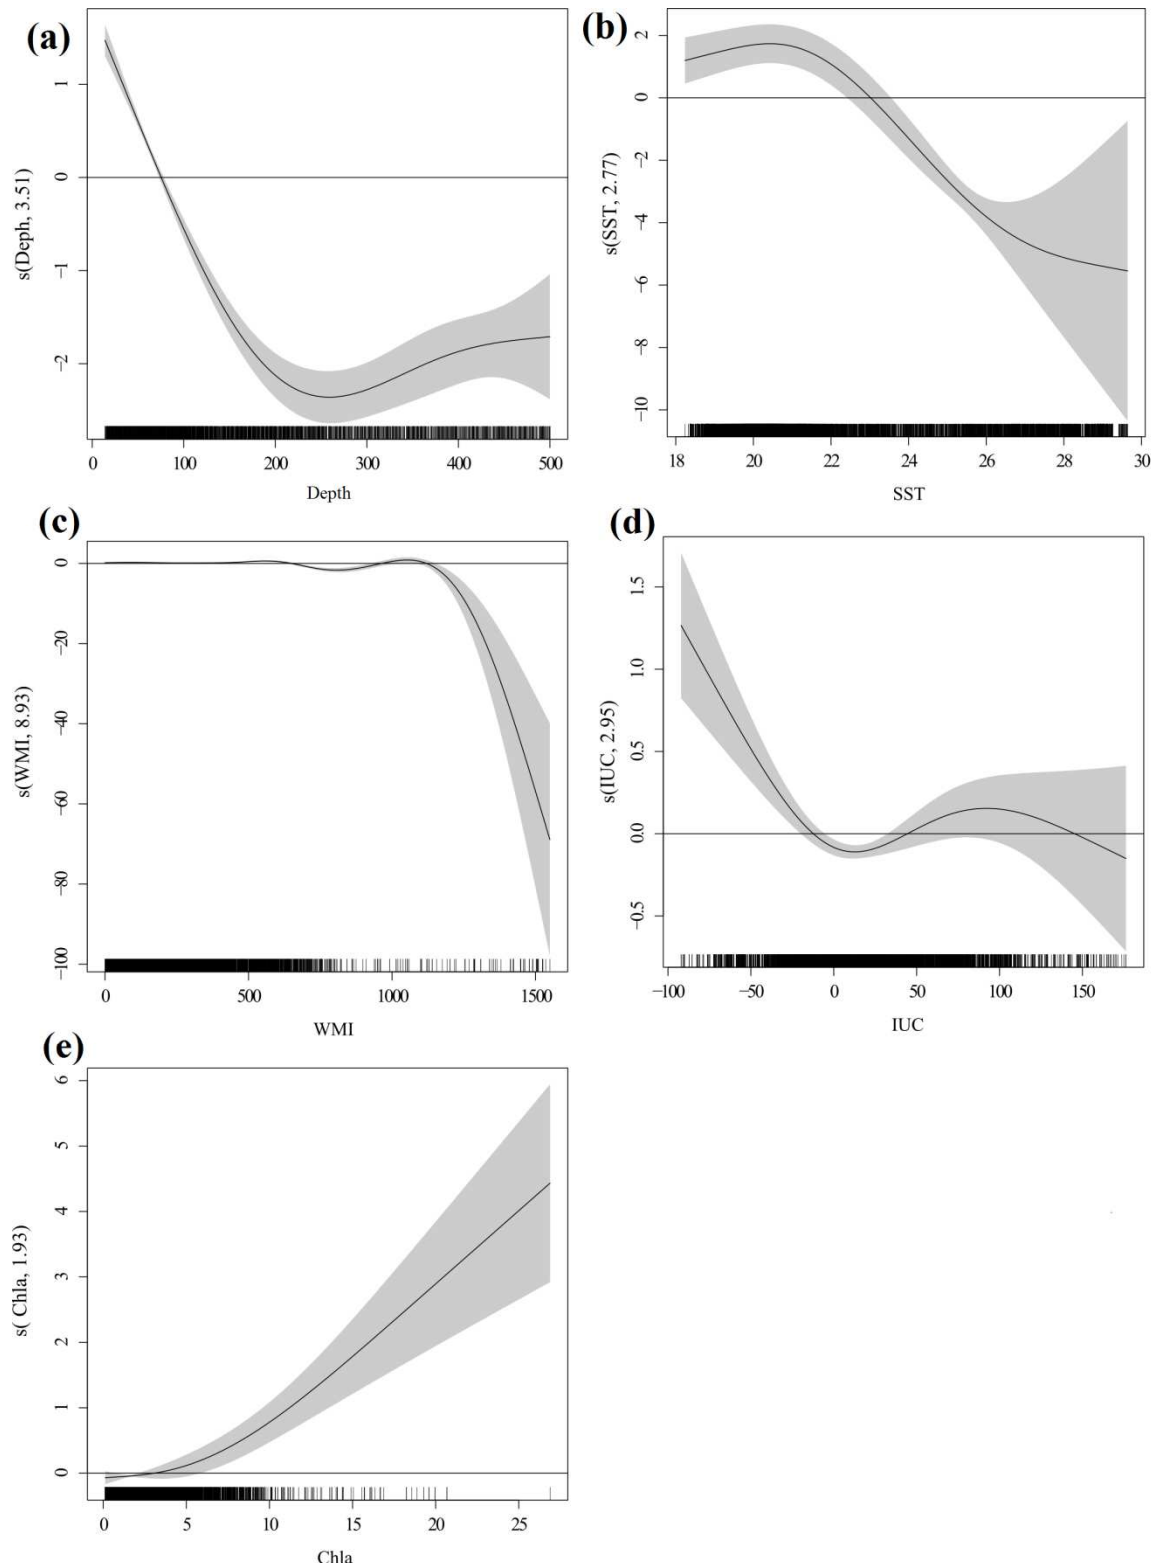 (a)
s(Deph, 3.51)
1
0
−1
−2
0 100 200 300 400 500
Depth
(b)
s(SST, 2.77)
2
0
−2
−4
−6
−8
−10
18 20 22 24 26 28 30
SST
(c)
s(WMI, 8.93)
0
−20
−40
−60
−80
−100
0 500 1000 1500
WMI
(d)
s(IUC, 2.95)
1.5
1.0
0.5
0.0
−0.5
−100 −50 0 50 100 150
IUC
(e)
s( Chla, 1.93)
6
5
4
3
2
1
0
0 5 10 15 20 25
Chla